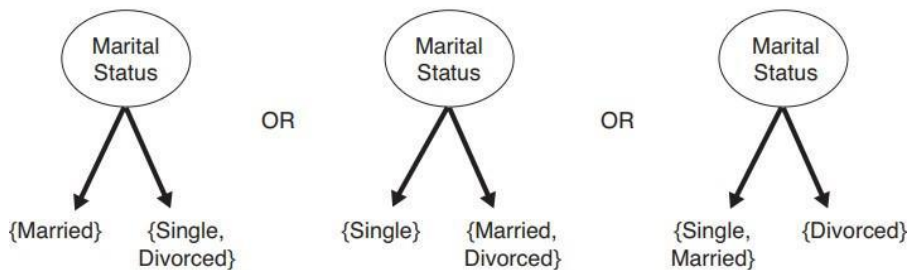 Marital
Status
OR
Marital
Status
OR
Marital
Status
{Married}
{Single,
Divorced}
{Single}
{Married,
Divorced}
{Single,
Married}
{Divorced}